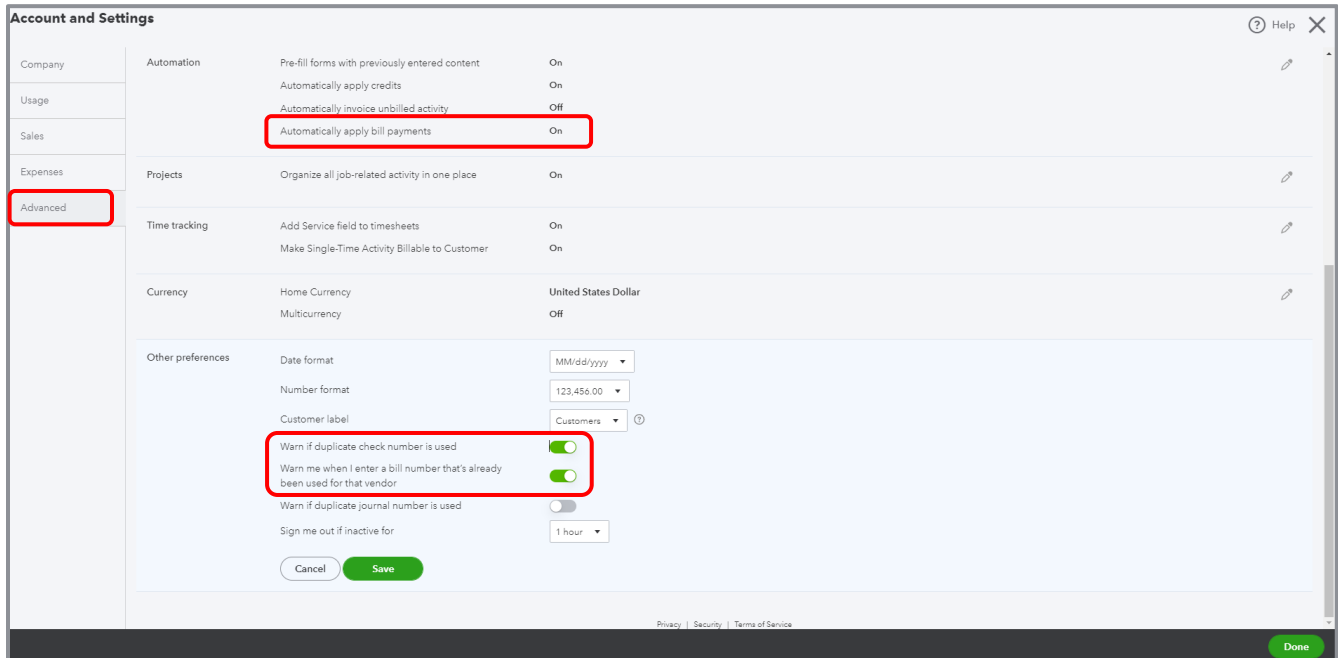 Account and Settings
Help
Company
Usage
Sales
Expenses
Advanced
Automation Pre-fill forms with previously entered content On
Automatically apply credits On
Automatically invoice unbilled activity Off
Automatically apply bill payments On
Projects Organize all job-related activity in one place On
Time tracking Add Service field to timesheets On
Make Single-Time Activity Billable to Customer On
Currency Home Currency United States Dollar
Multicurrency Off
Other preferences Date format MM/dd/yyyy
Number format 123,456.00
Customer label Customers
Warn if duplicate check number is used
Warn me when I enter a bill number that's already
been used for that vendor
Warn if duplicate journal number is used
Sign me out if inactive for 1 hour
Cancel Save
Privacy | Security | Terms of Service
Done